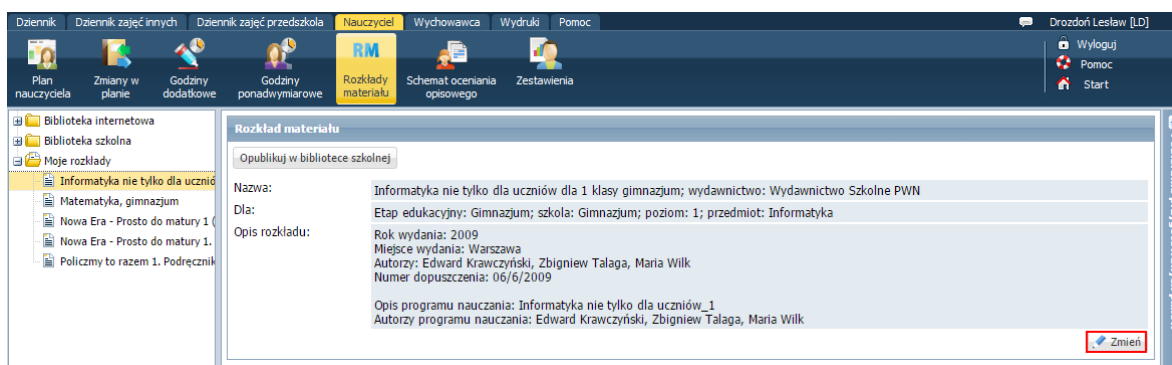 Dziennik Dziennik zajęć innych Dziennik zajęć przedszkola Nauczyciel Wychowawca Wydruki Pomoc Drozdoń Lesław [LD]
Plan nauczyciela
Zmiany w planie
Godziny dodatkowe
Godziny ponadwymiarowe
RM
Rozkłady materiału
Schemat oceniania opisowego
Zestawienia
Wyloguj
Pomoc
Start
Biblioteka internetowa
Biblioteka szkolna
Moje rozkłady
Informatyka nie tylko dla uczni
Matematyka, gimnazjum
Nowa Era - Prosto do matury 1 (
Nowa Era - Prosto do matury 1.
Policzmy to razem 1. Podręcznik
Rozkład materiału
Opublikuj w bibliotece szkolnej
Nazwa: Informatyka nie tylko dla uczniów dla 1 klasy gimnazjum; wydawnictwo: Wydawnictwo Szkolne PWN
Dla: Etap edukacyjny: Gimnazjum; szkola: Gimnazjum; poziom: 1; przedmiot: Informatyka
Opis rozkładu: Rok wydania: 2009
Miejsce wydania: Warszawa
Autorzy: Edward Krawczyński, Zbigniew Talaga, Maria Wilk
Numer dopuszczenia: 06/6/2009
Opis programu nauczania: Informatyka nie tylko dla uczniów_1
Autorzy programu nauczania: Edward Krawczyński, Zbigniew Talaga, Maria Wilk
Zmień